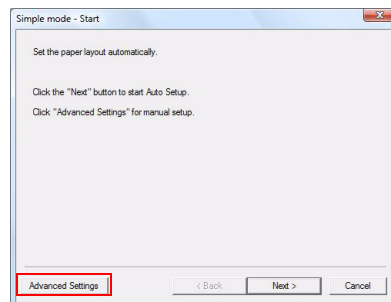 Simple mode - Start
Set the paper layout automatically.
Click the "Next" button to start Auto Setup.
Click "Advanced Settings" for manual setup.
Advanced Settings
< Back
Next >
Cancel